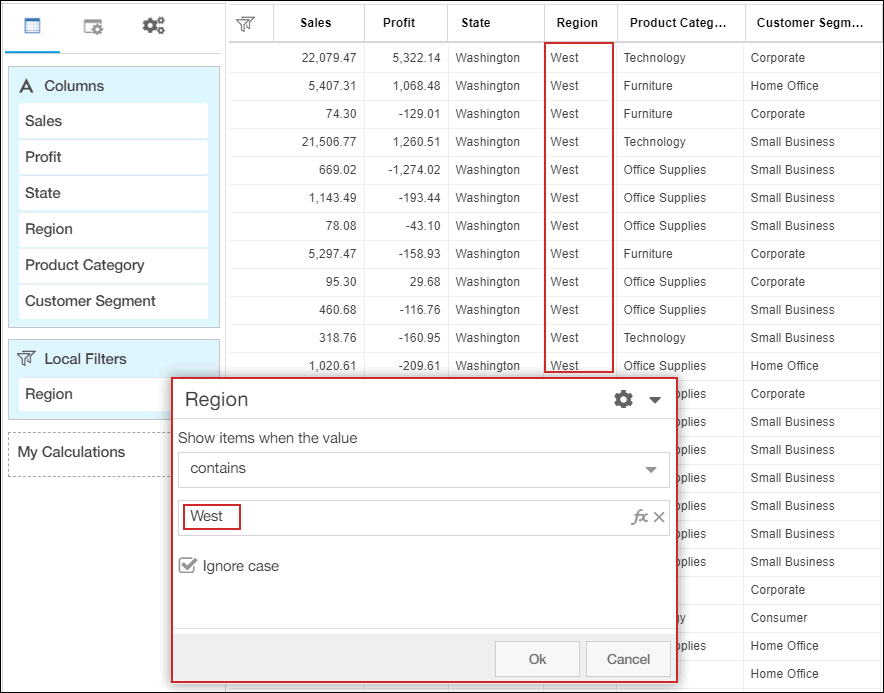 Sales Profit State Region Product Categ... Customer Segm...
Columns
Sales
Profit
State
Region
Product Category
Customer Segment
Local Filters
Region
My Calculations
22,079.47 5,322.14 Washington West Technology Corporate
5,407.31 1,068.48 Washington West Furniture Home Office
74.30 -129.01 Washington West Furniture Corporate
21,506.77 1,260.51 Washington West Technology Small Business
669.02 -1,274.02 Washington West Office Supplies Small Business
1,143.49 -193.44 Washington West Office Supplies Small Business
78.08 -43.10 Washington West Office Supplies Small Business
5,297.47 -158.93 Washington West Furniture Corporate
95.30 29.68 Washington West Office Supplies Corporate
460.68 -116.76 Washington West Office Supplies Small Business
318.76 -160.95 Washington West Technology Small Business
1,020.61 -209.61 Washington West Office Supplies Home Office
pplies Corporate
pplies Small Business
pplies Small Business
pplies Small Business
pplies Small Business
pplies Small Business
pplies Small Business
Corporate
gy Consumer
pplies Home Office
Home Office
Region
Show items when the value
contains
West fx
Ignore case
Ok Cancel